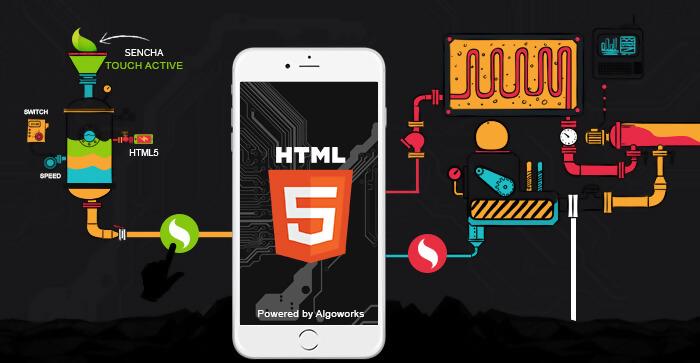 SENCHA
TOUCH ACTIVE
SWITCH
HTML5
SPEED
HTML
5
Powered by Algoworks